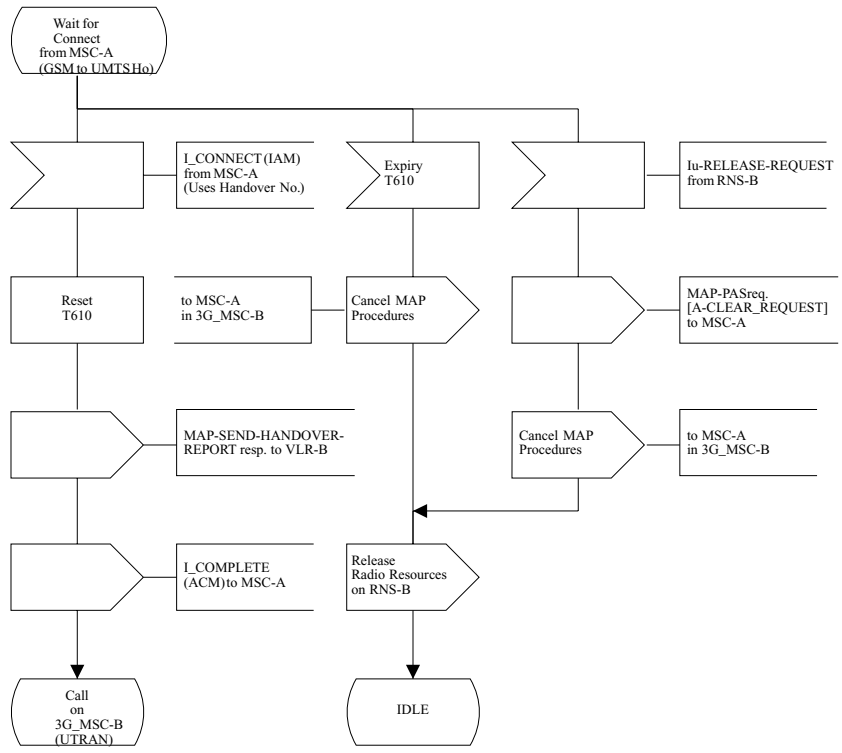 Wait for
Connect
from MSC-A
(GSM to UMTS Ho)
I_CONNECT (IAM)
from MSC-A
(Uses Handover No.)
Expiry
T610
Iu-RELEASE-REQUEST
from RNS-B
Reset
T610
to MSC-A
in 3G_MSC-B
Cancel MAP
Procedures
MAP-PASreq.
[A-CLEAR_REQUEST]
to MSC-A
MAP-SEND-HANDOVER-
REPORT resp. to VLR-B
Cancel MAP
Procedures
to MSC-A
in 3G_MSC-B
I_COMPLETE
(ACM) to MSC-A
Release
Radio Resources
on RNS-B
Call
on
3G_MSC-B
(UTRAN)
IDLE